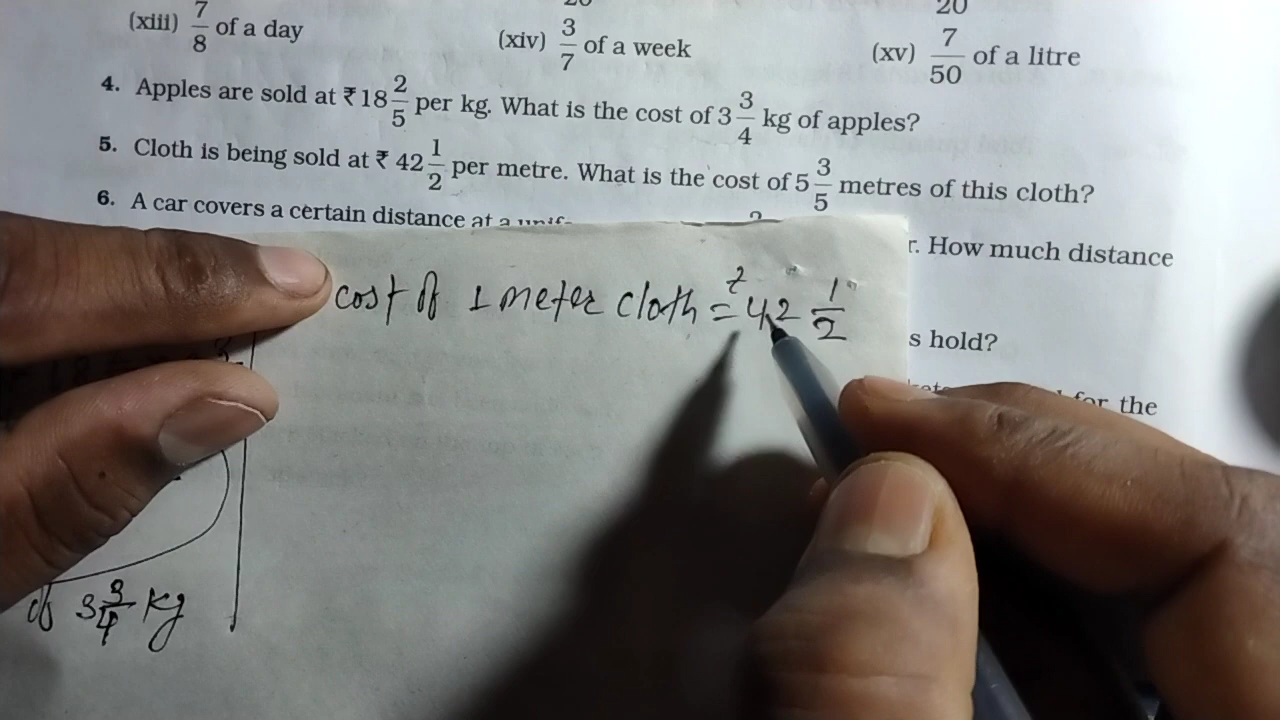 20 20
(xiii) 7/8 of a day (xiv) 3/7 of a week (xv) 7/50 of a litre
4. Apples are sold at ₹ 18 2/5 per kg. What is the cost of 3 3/4 kg of apples?
5. Cloth is being sold at ₹ 42 1/2 per metre. What is the cost of 5 3/5 metres of this cloth?
6. A car covers a certain distance at a r. How much distance
cost of 1 meter cloth = ₹ 42 1/2
s hold?
for the
of 3 3/4 kg